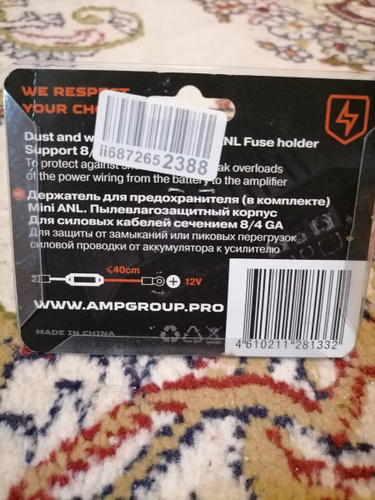 WE RESPECT
YOUR CHO
Dust and w NL Fuse holder
Support 8
To protect against s ak overloads
of the power wiring from the battery to the amplifier
ii6872652388
Держатель для предохранителя (в комплекте)
Mini ANL. Пылевлагозащитный корпус
Для силовых кабелей сечением 8/4 GA
Для защиты от замыканий или пиковых перегрузок
силовой проводки от аккумулятора к усилителю
⩽40cm
12V
WWW.AMPGROUP.PRO
MADE IN CHINA
4 610211 281332